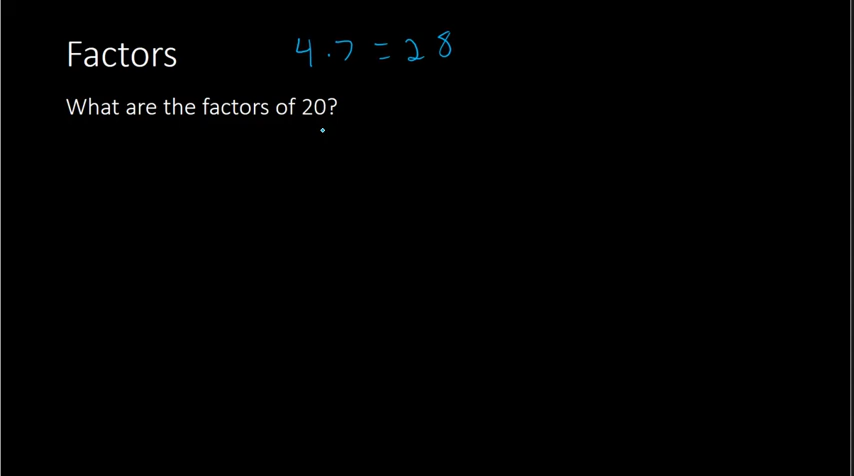 Factors 4 · 7 = 28
What are the factors of 20?